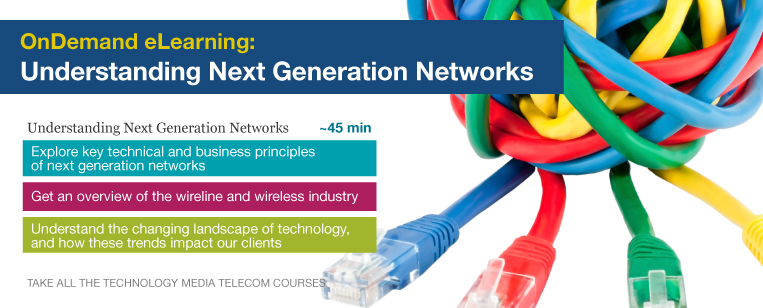 OnDemand eLearning:
Understanding Next Generation Networks
Understanding Next Generation Networks ~45 min
Explore key technical and business principles
of next generation networks
Get an overview of the wireline and wireless industry
Understand the changing landscape of technology,
and how these trends impact our clients
TAKE ALL THE TECHNOLOGY MEDIA TELECOM COURSES